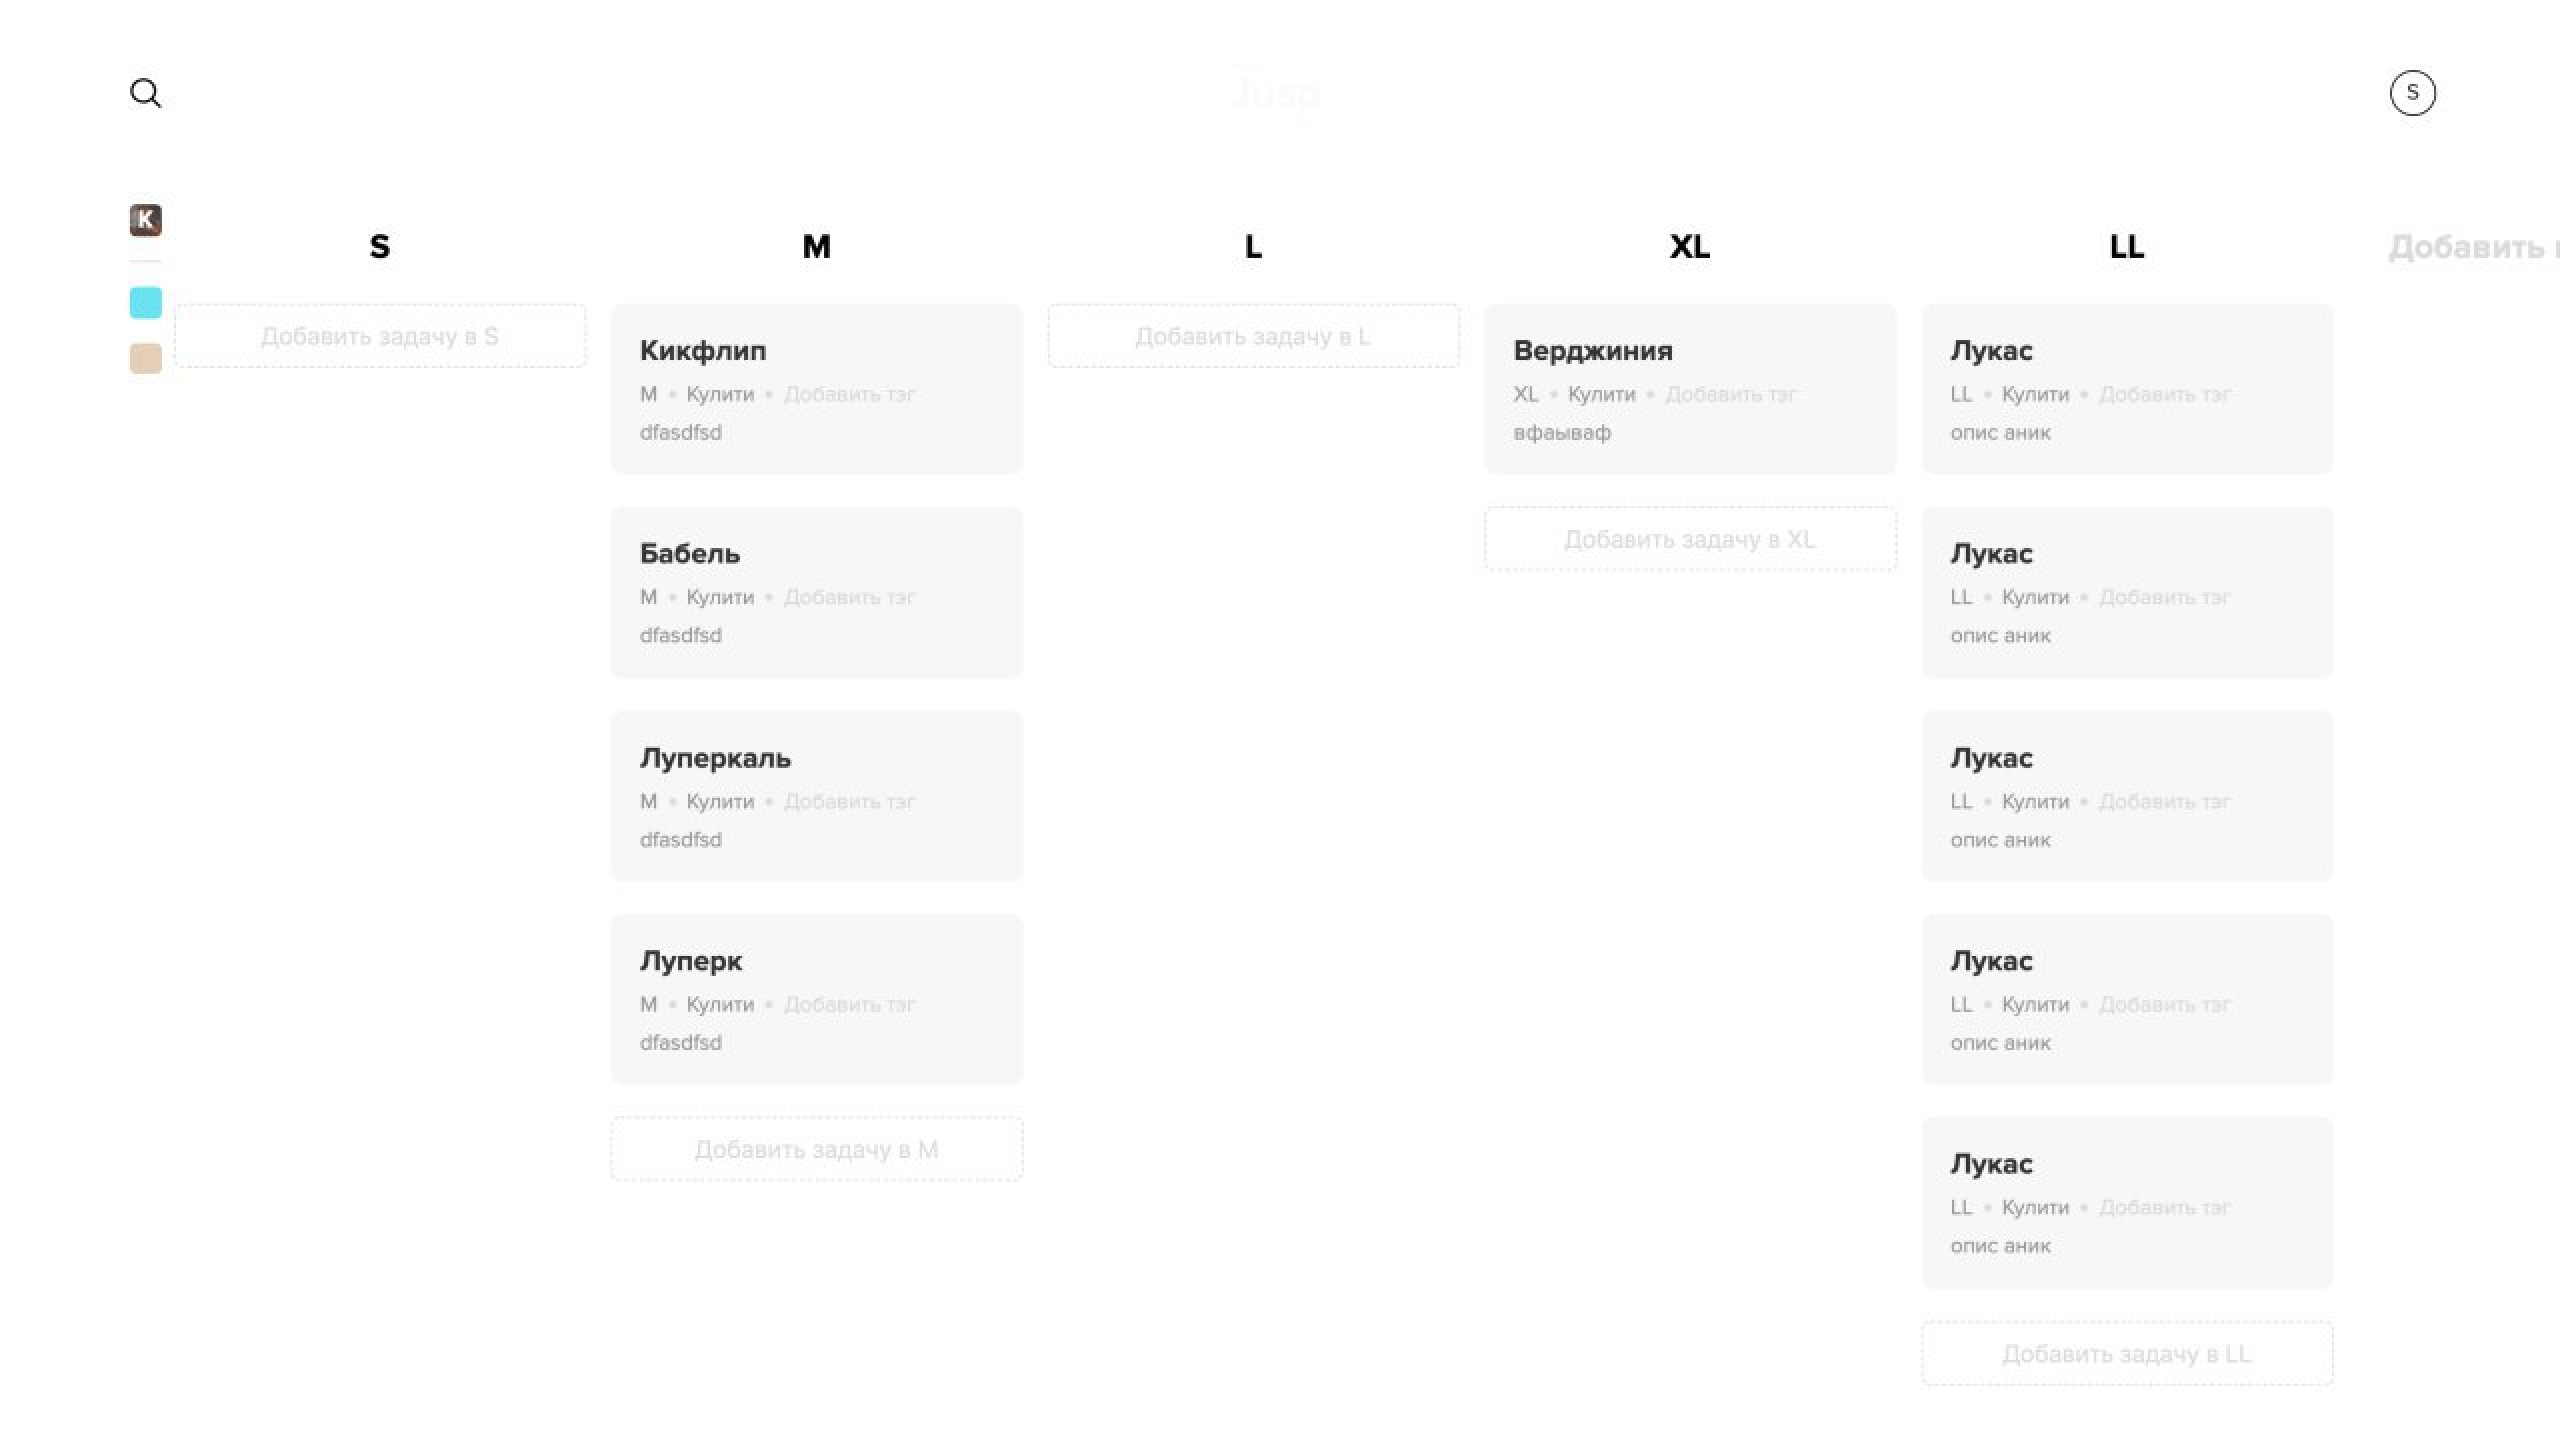 Jusp
S
K
S
Добавить задачу в S
M
Кикфлип
M • Кулити • Добавить тэг
dfasdfsd
Бабель
M • Кулити • Добавить тэг
dfasdfsd
Луперкаль
M • Кулити • Добавить тэг
dfasdfsd
Луперк
M • Кулити • Добавить тэг
dfasdfsd
Добавить задачу в M
L
Добавить задачу в L
XL
Верджиния
XL • Кулити • Добавить тэг
вфаываф
Добавить задачу в XL
LL
Лукас
LL • Кулити • Добавить тэг
опис аник
Лукас
LL • Кулити • Добавить тэг
опис аник
Лукас
LL • Кулити • Добавить тэг
опис аник
Лукас
LL • Кулити • Добавить тэг
опис аник
Лукас
LL • Кулити • Добавить тэг
опис аник
Добавить задачу в LL
Добавить